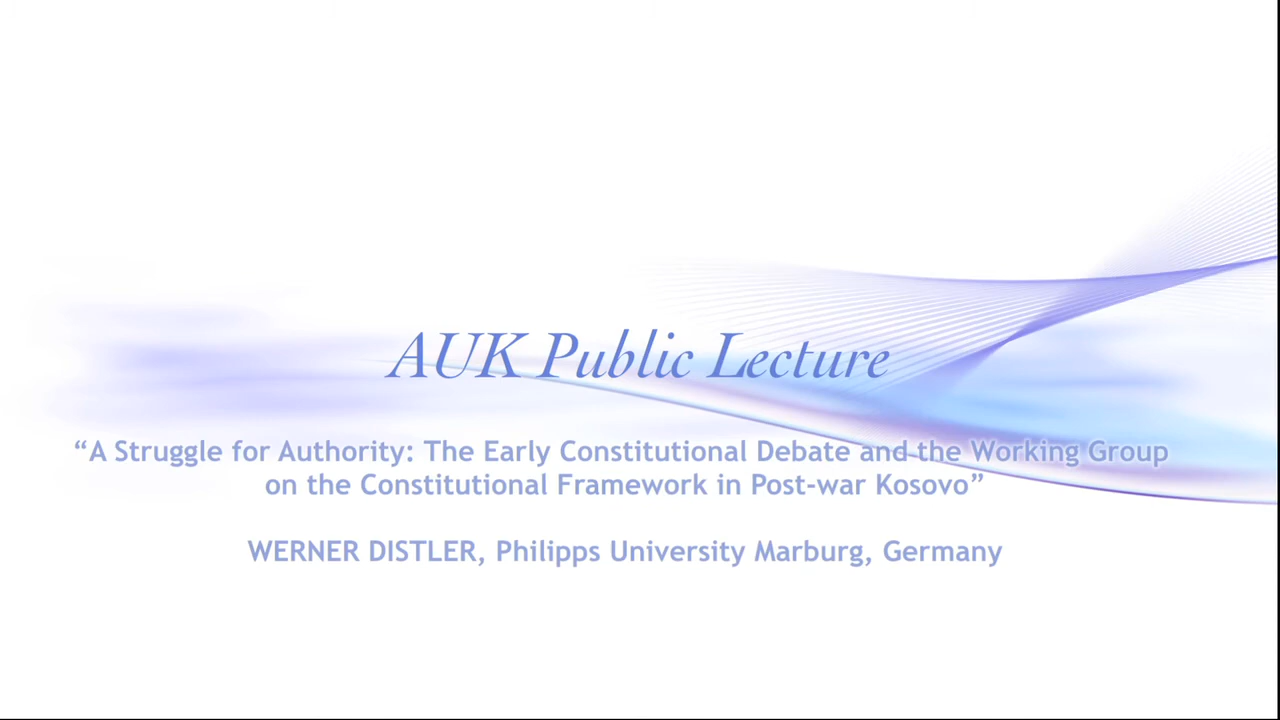 AUK Public Lecture
“A Struggle for Authority: The Early Constitutional Debate and the Working Group
on the Constitutional Framework in Post-war Kosovo”
WERNER DISTLER, Philipps University Marburg, Germany